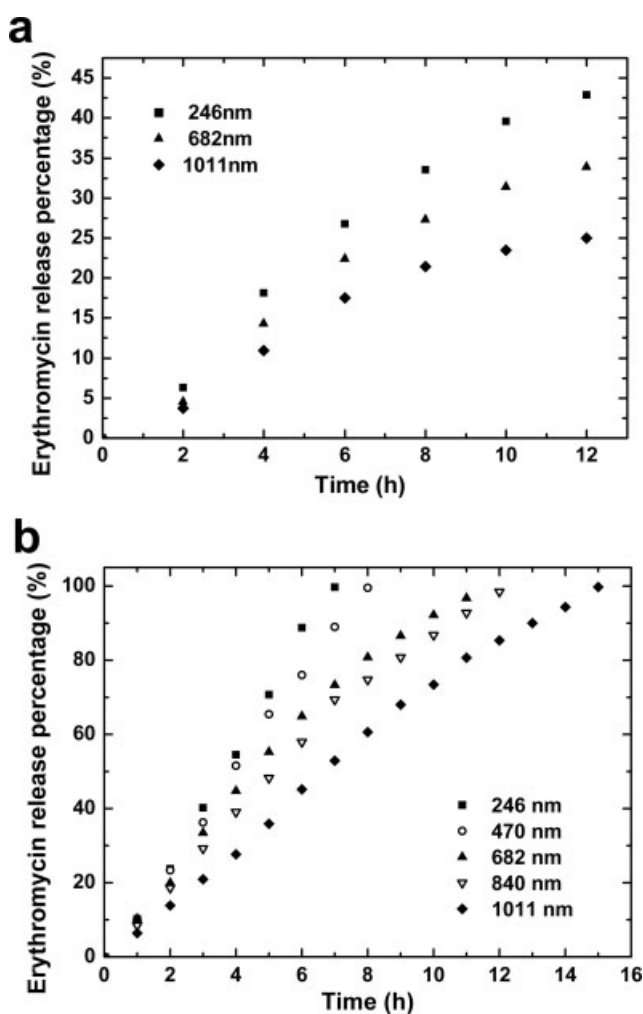 a
Erythromycin release percentage (%)
45
40
35
30
25
20
15
10
5
0
246nm
682nm
1011nm
0 2 4 6 8 10 12
Time (h)
b
Erythromycin release percentage (%)
100
80
60
40
20
0
246 nm
470 nm
682 nm
840 nm
1011 nm
0 2 4 6 8 10 12 14 16
Time (h)